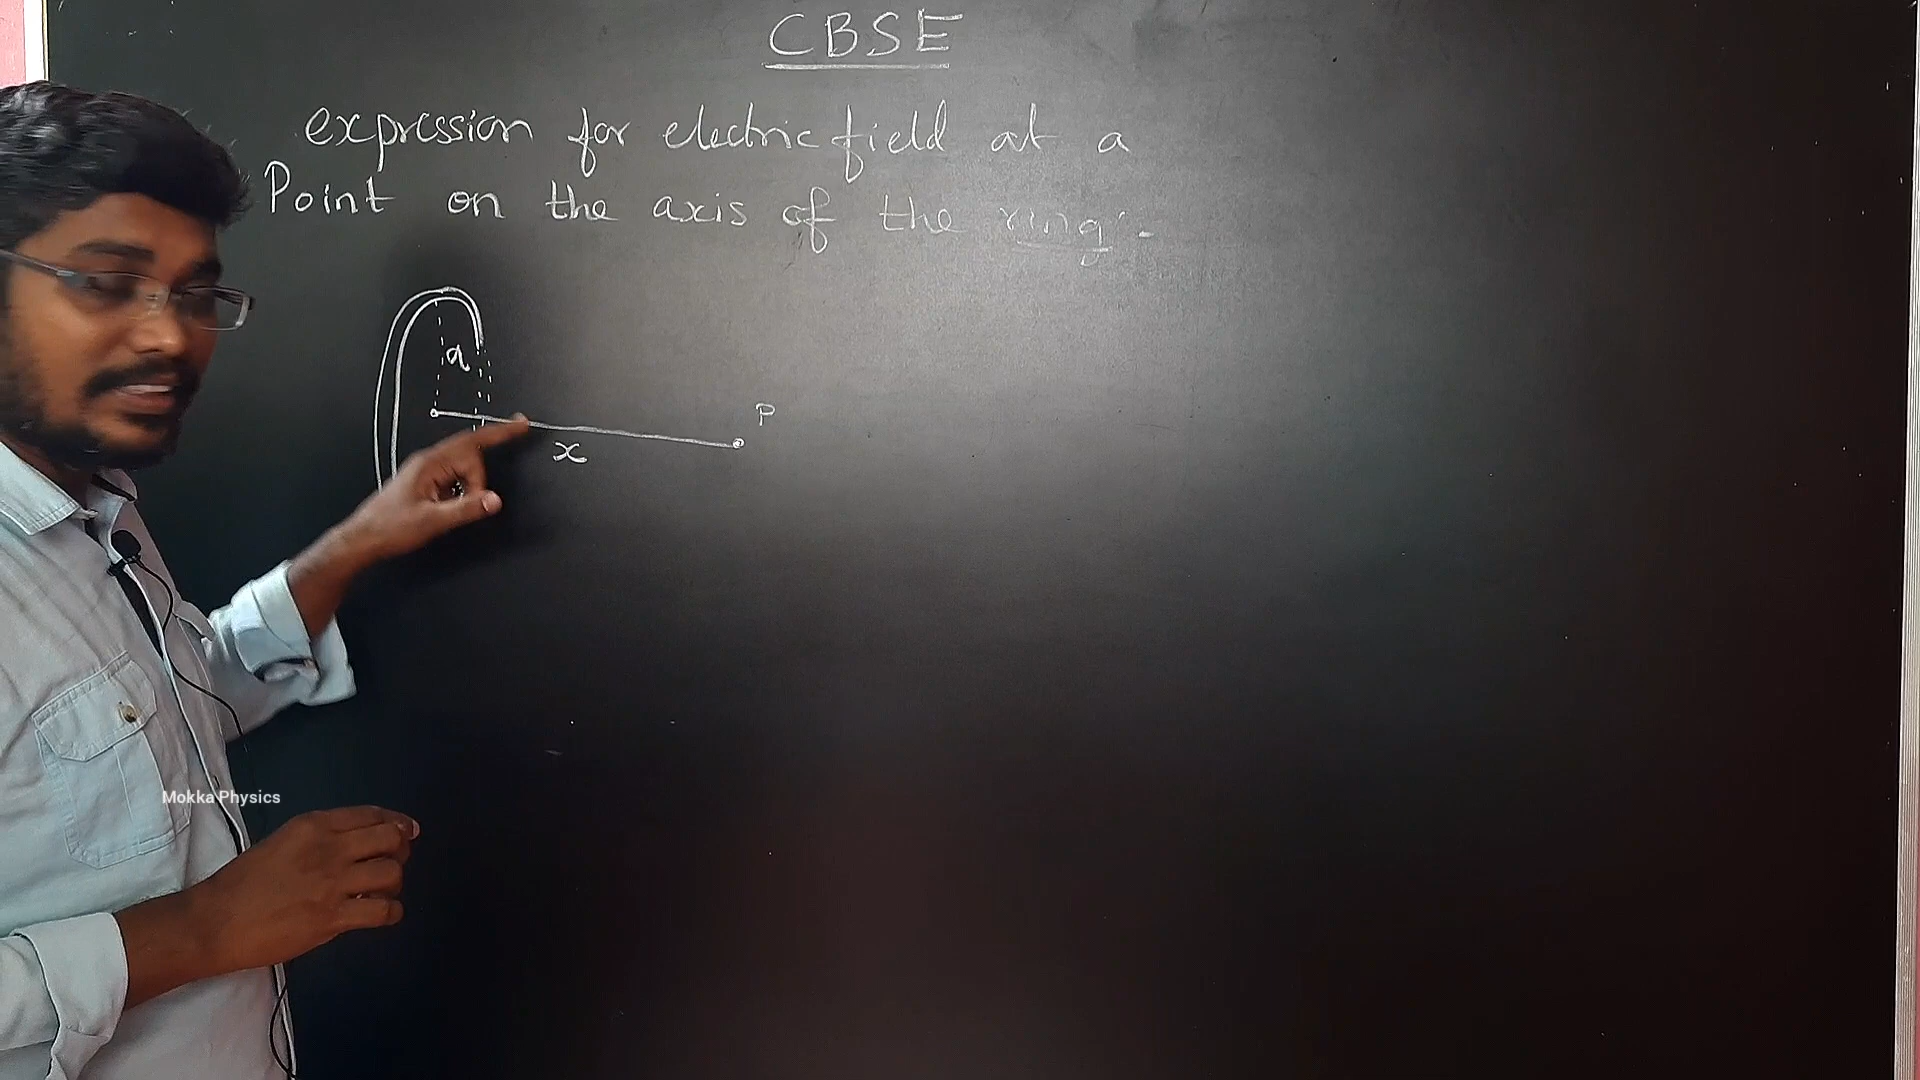 CBSE
expression for electric field at a
Point on the axis of the ring:-
a
P
x
Mokka Physics